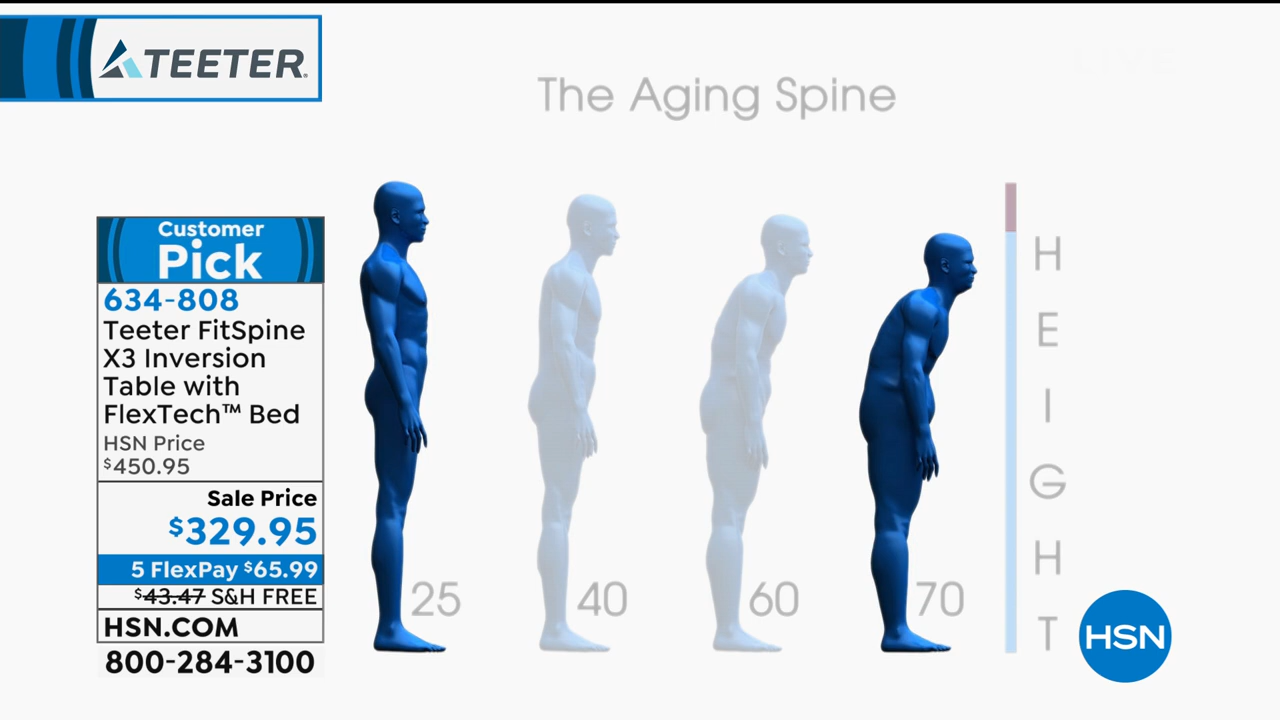 TEETER
The Aging Spine
Customer
Pick
634-808
Teeter FitSpine
X3 Inversion
Table with
FlexTech™ Bed
HSN Price
$450.95
Sale Price
$329.95
5 FlexPay $65.99
$43.47 S&H FREE
HSN.COM
800-284-3100
25
40
60
70
HEIGHT
HSN